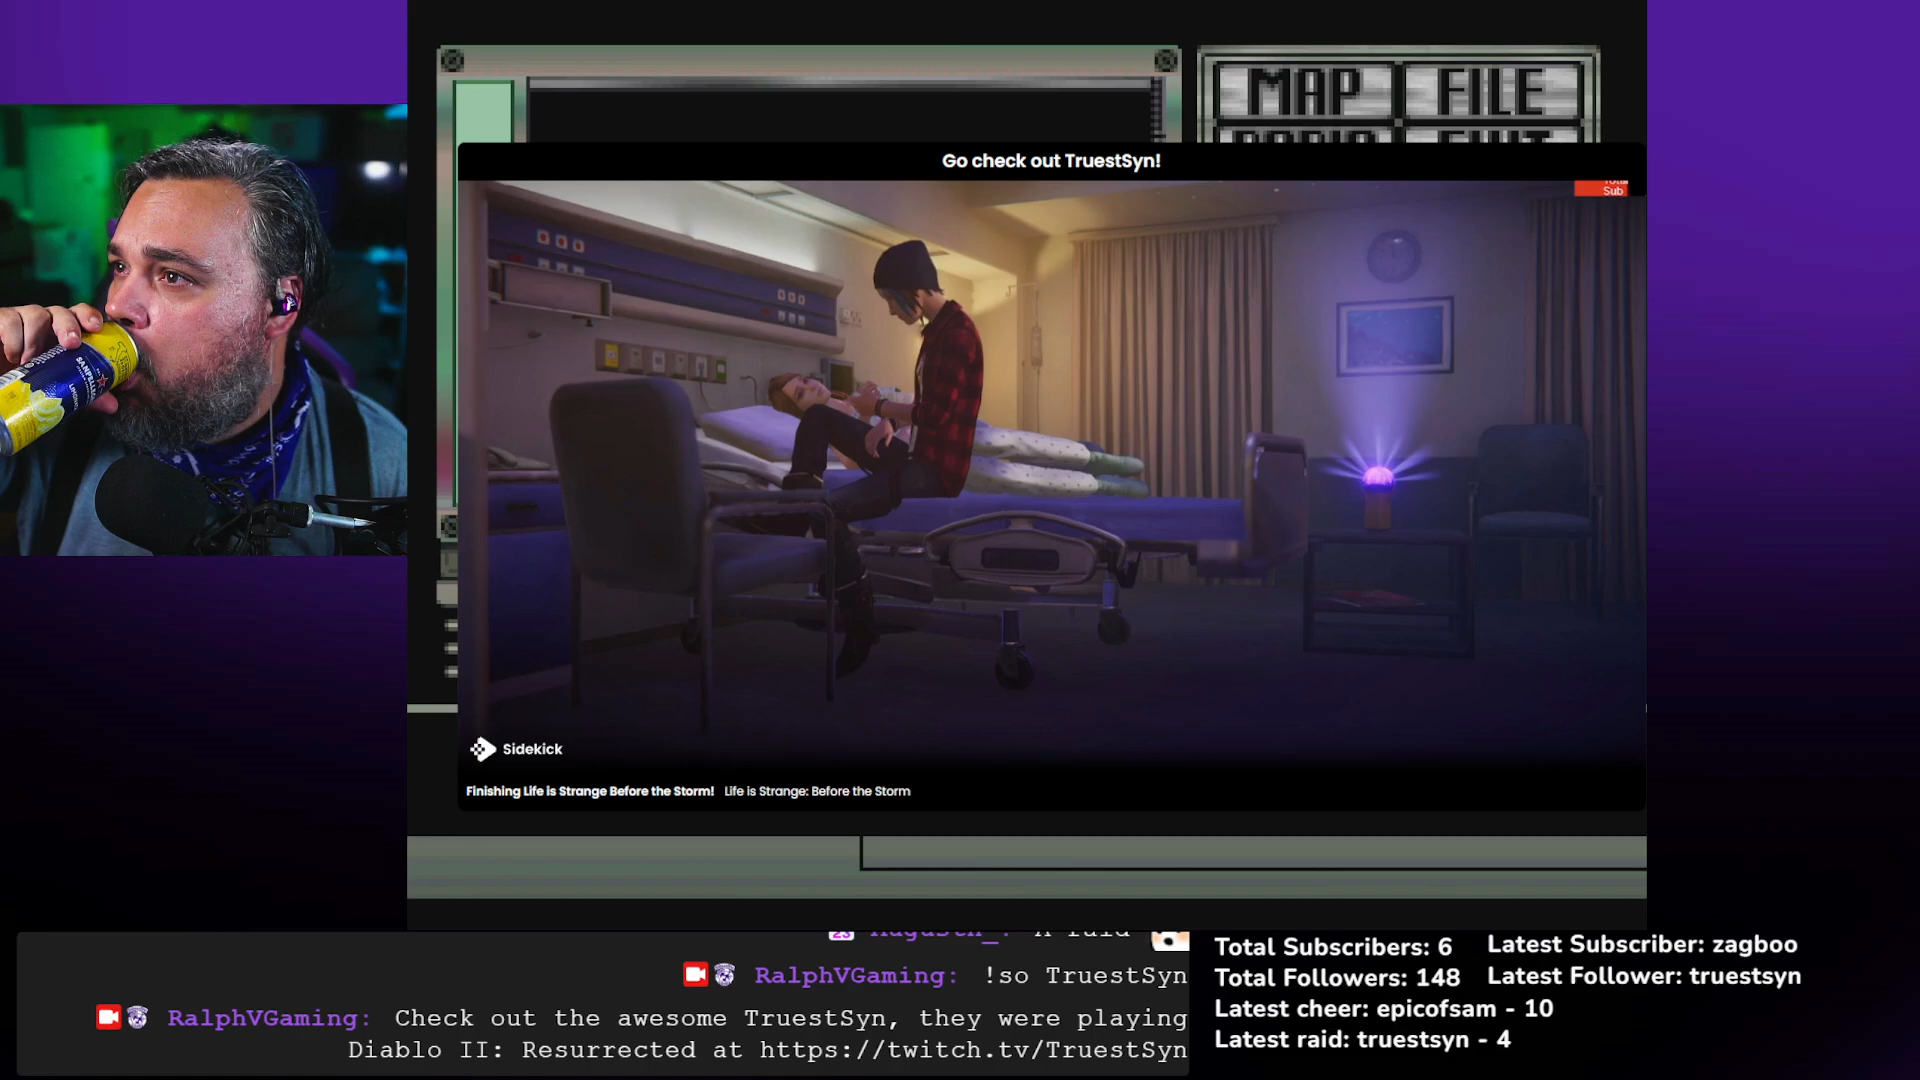 MAP FILE
Go check out TruestSyn!
Total
Sub
SANPELLEGRINO
Sidekick
Finishing Life is Strange Before the Storm! Life is Strange: Before the Storm
A raid
RalphVGaming: !so TruestSyn
RalphVGaming: Check out the awesome TruestSyn, they were playing
Diablo II: Resurrected at https://twitch.tv/TruestSyn
Total Subscribers: 6 Latest Subscriber: zagboo
Total Followers: 148 Latest Follower: truestsyn
Latest cheer: epicofsam - 10
Latest raid: truestsyn - 4